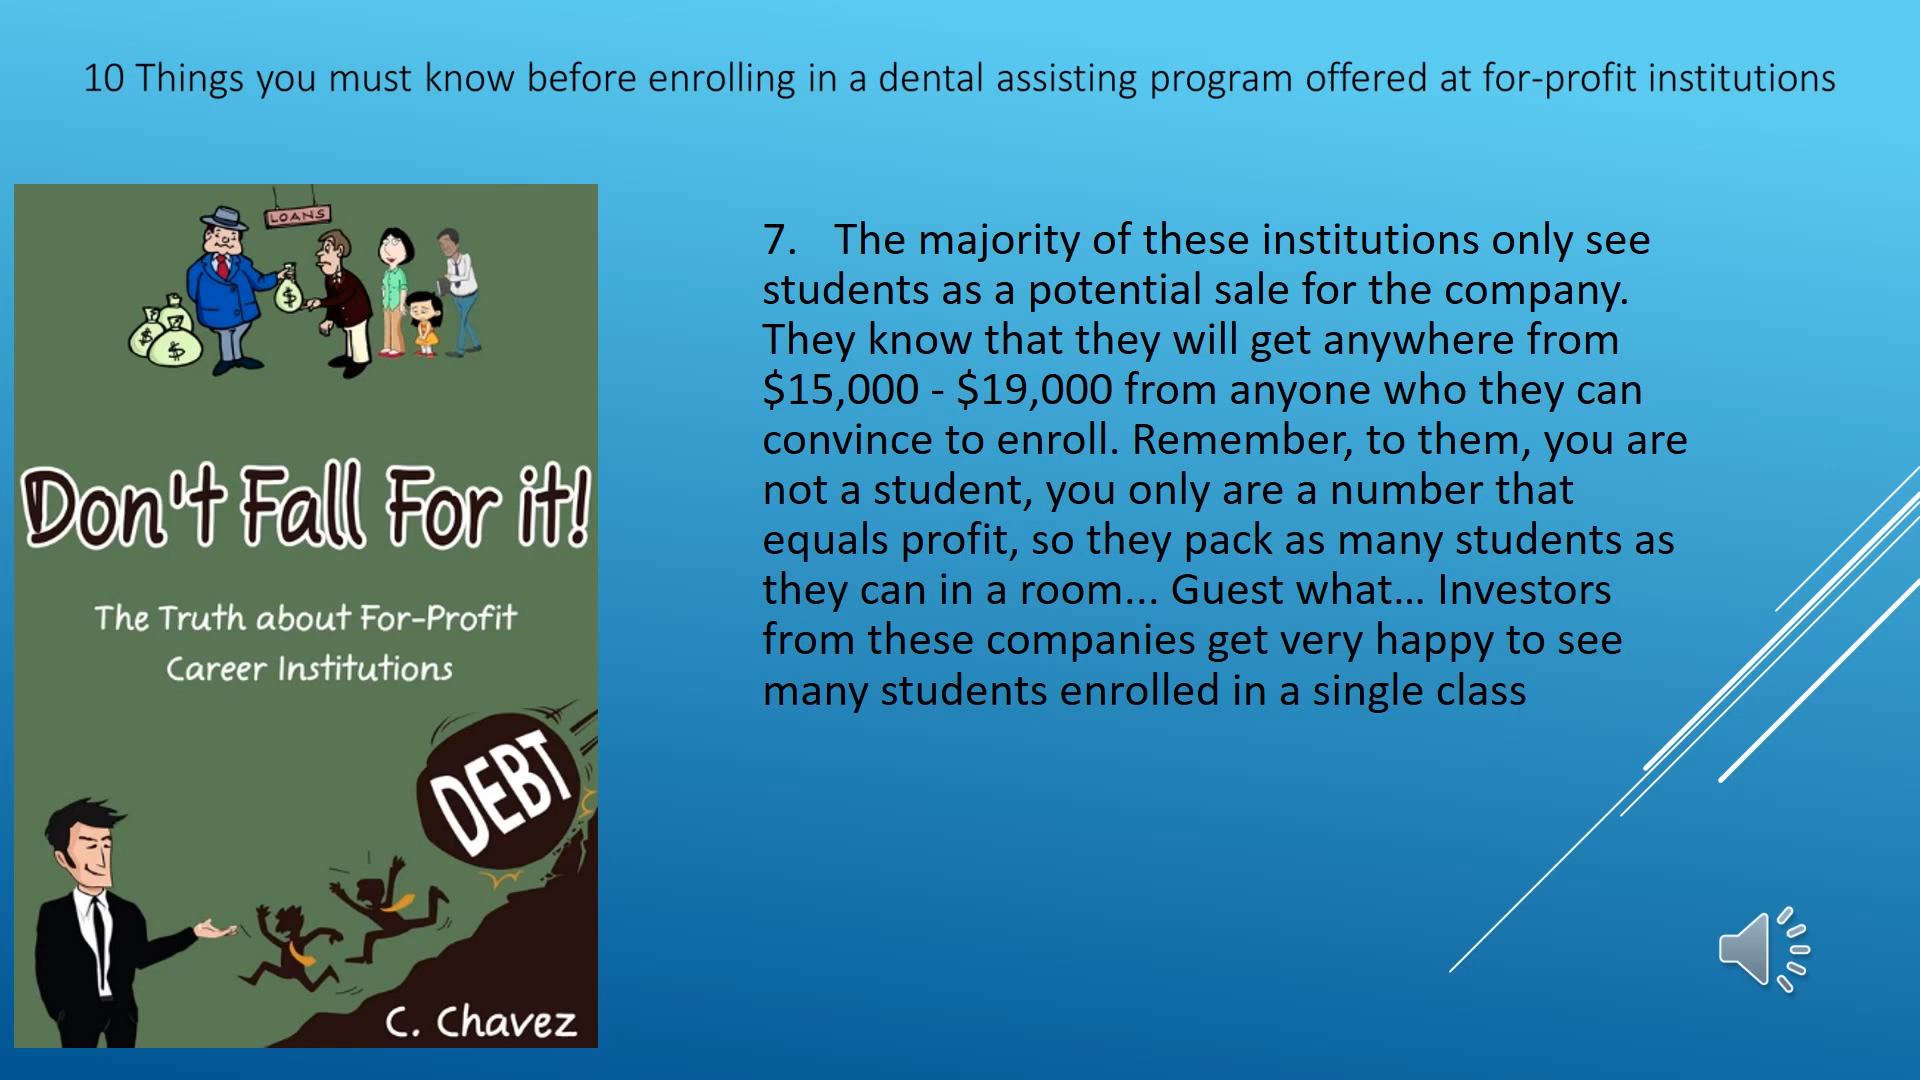 10 Things you must know before enrolling in a dental assisting program offered at for-profit institutions
LOANS
$
$
$
$
Don't Fall For it!
The Truth about For-Profit
Career Institutions
DEBT
C. Chavez
7. The majority of these institutions only see
students as a potential sale for the company.
They know that they will get anywhere from
$15,000 - $19,000 from anyone who they can
convince to enroll. Remember, to them, you are
not a student, you only are a number that
equals profit, so they pack as many students as
they can in a room... Guest what... Investors
from these companies get very happy to see
many students enrolled in a single class